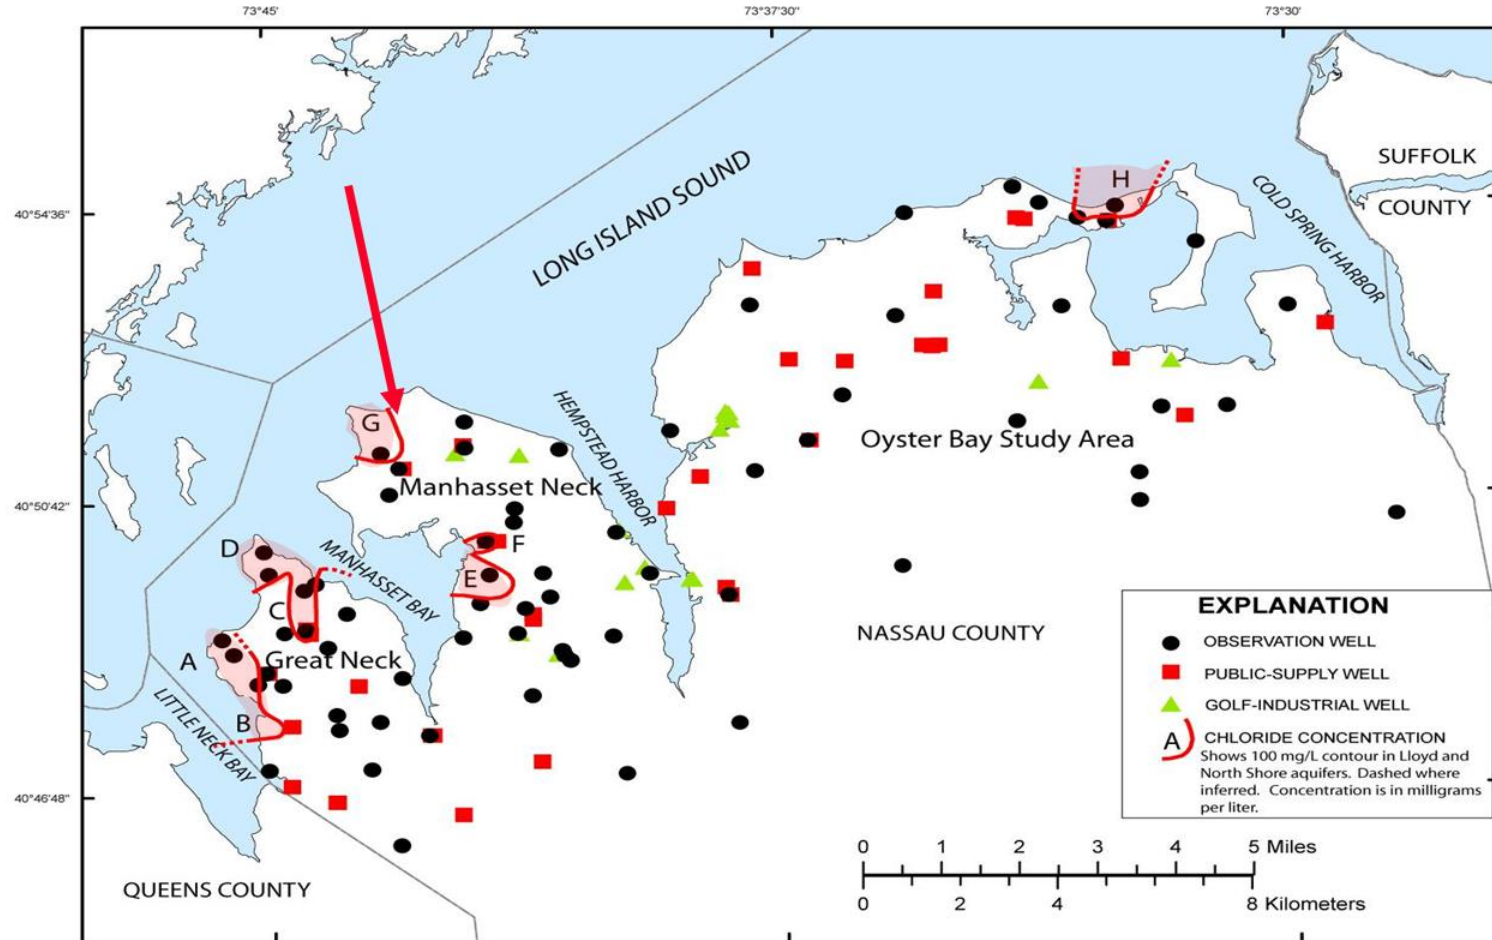 73°45'
73°37'30"
73°30'
SUFFOLK
COUNTY
H
COLD SPRING HARBOR
40°54'36"
LONG ISLAND SOUND
G
HEMPSTEAD HARBOR
Oyster Bay Study Area
Manhasset Neck
40°50'42"
F
D
MANHASSET BAY
E
C
NASSAU COUNTY
A
Great Neck
B
LITTLE NECK BAY
40°46'48"
QUEENS COUNTY
EXPLANATION
OBSERVATION WELL
PUBLIC-SUPPLY WELL
GOLF-INDUSTRIAL WELL
A CHLORIDE CONCENTRATION
Shows 100 mg/L contour in Lloyd and
North Shore aquifers. Dashed where
inferred. Concentration is in milligrams
per liter.
0 1 2 3 4 5 Miles
0 2 4 8 Kilometers